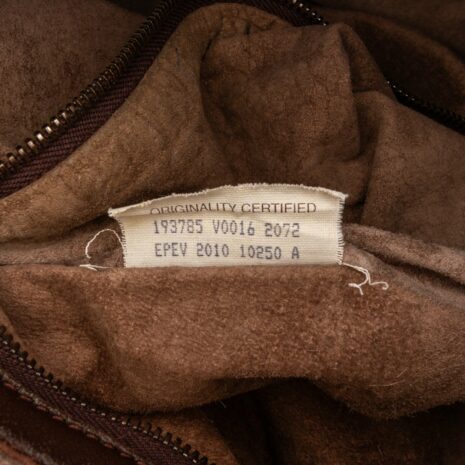 ORIGINALITY CERTIFIED
193785 V0016 2072
EPEV 2010 10250 A